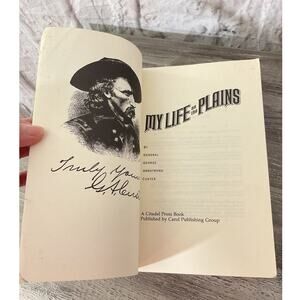 Truly Yours
G.A. Custer
MY LIFE ON THE PLAINS
BY
GENERAL
GEORGE
ARMSTRONG
CUSTER
A Citadel Press Book
Published by Carol Publishing Group